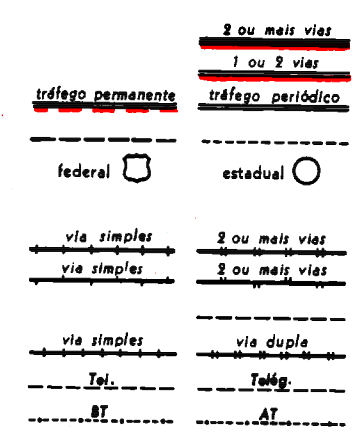 2 ou mais vias
1 ou 2 vias
tráfego permanente tráfego periódico
federal estadual
via simples 2 ou mais vias
via simples 2 ou mais vias
via simples via dupla
Tel. Telég.
BT AT